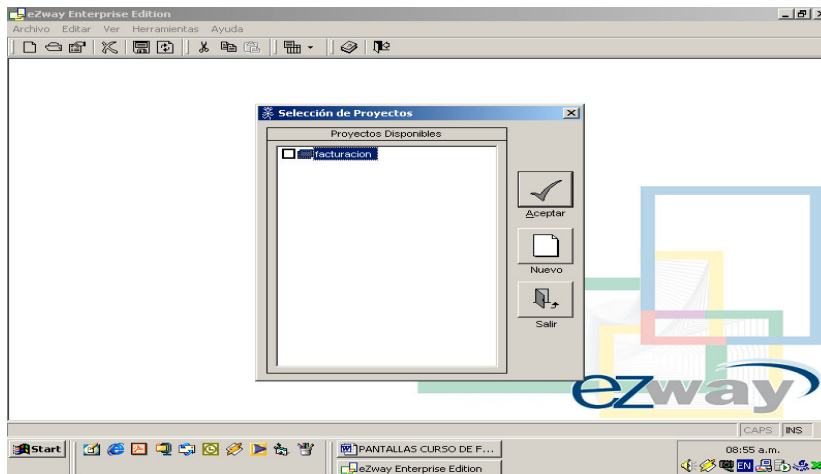 eZway Enterprise Edition
Archivo Editar Ver Herramientas Ayuda
Selección de Proyectos
Proyectos Disponibles
facturacion
Aceptar
Nuevo
Salir
ezway
CAPS INS
Start
PANTALLAS CURSO DE F...
08:55 a.m.
eZway Enterprise Edition
EN